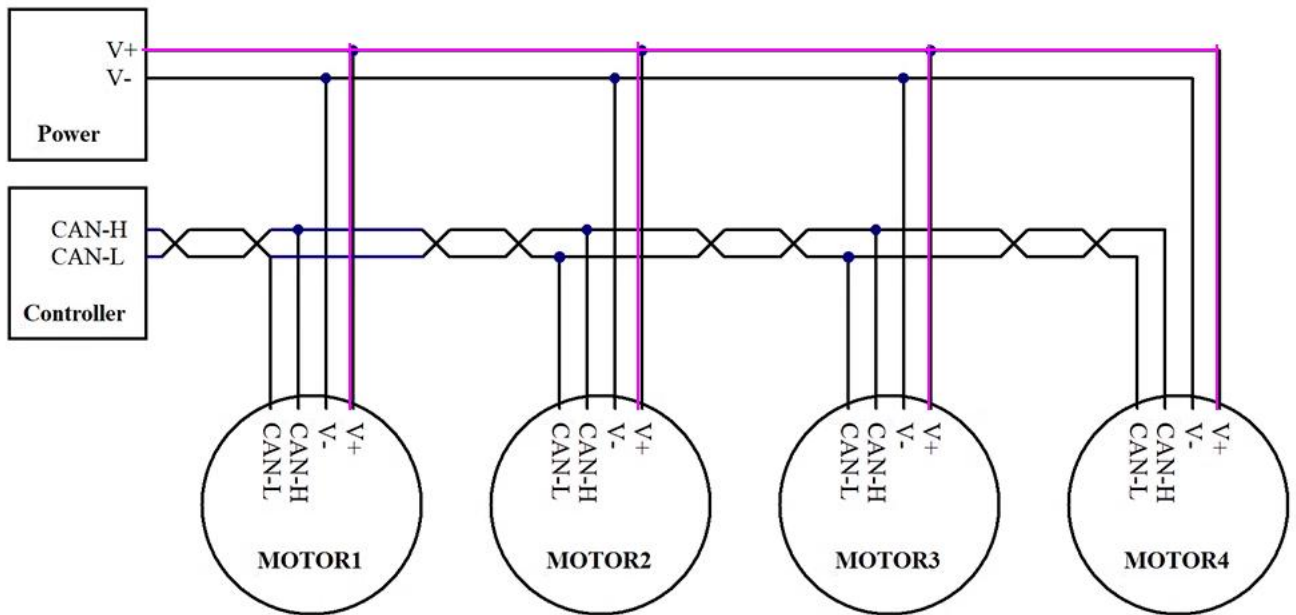 V+
V-
Power
CAN-H
CAN-L
Controller
CAN-L
CAN-H
V-
V+
MOTOR1
CAN-L
CAN-H
V-
V+
MOTOR2
CAN-L
CAN-H
V-
V+
MOTOR3
CAN-L
CAN-H
V-
V+
MOTOR4